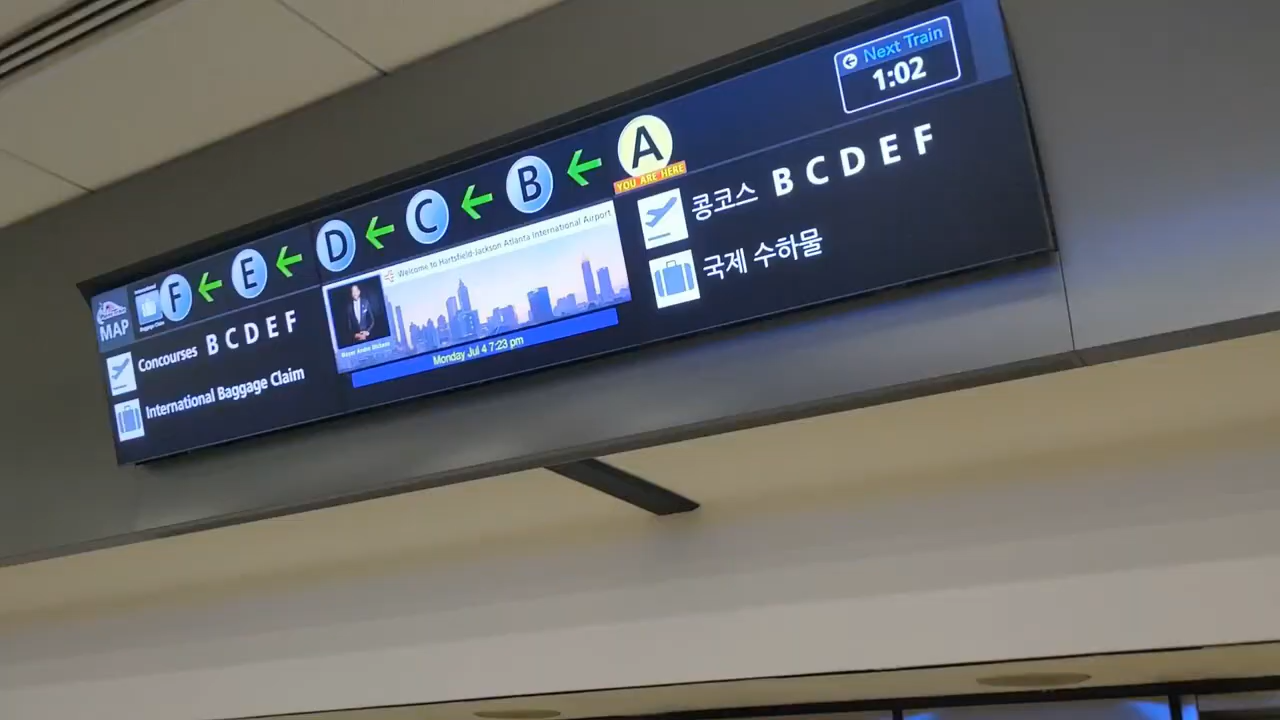 Next Train
1:02
F E D C B A
YOU ARE HERE
MAP
Concourses B C D E F
International Baggage Claim
Welcome to Hartsfield-Jackson Atlanta International Airport
Monday Jul 4 7:23 pm
콩코스 B C D E F
국제 수하물